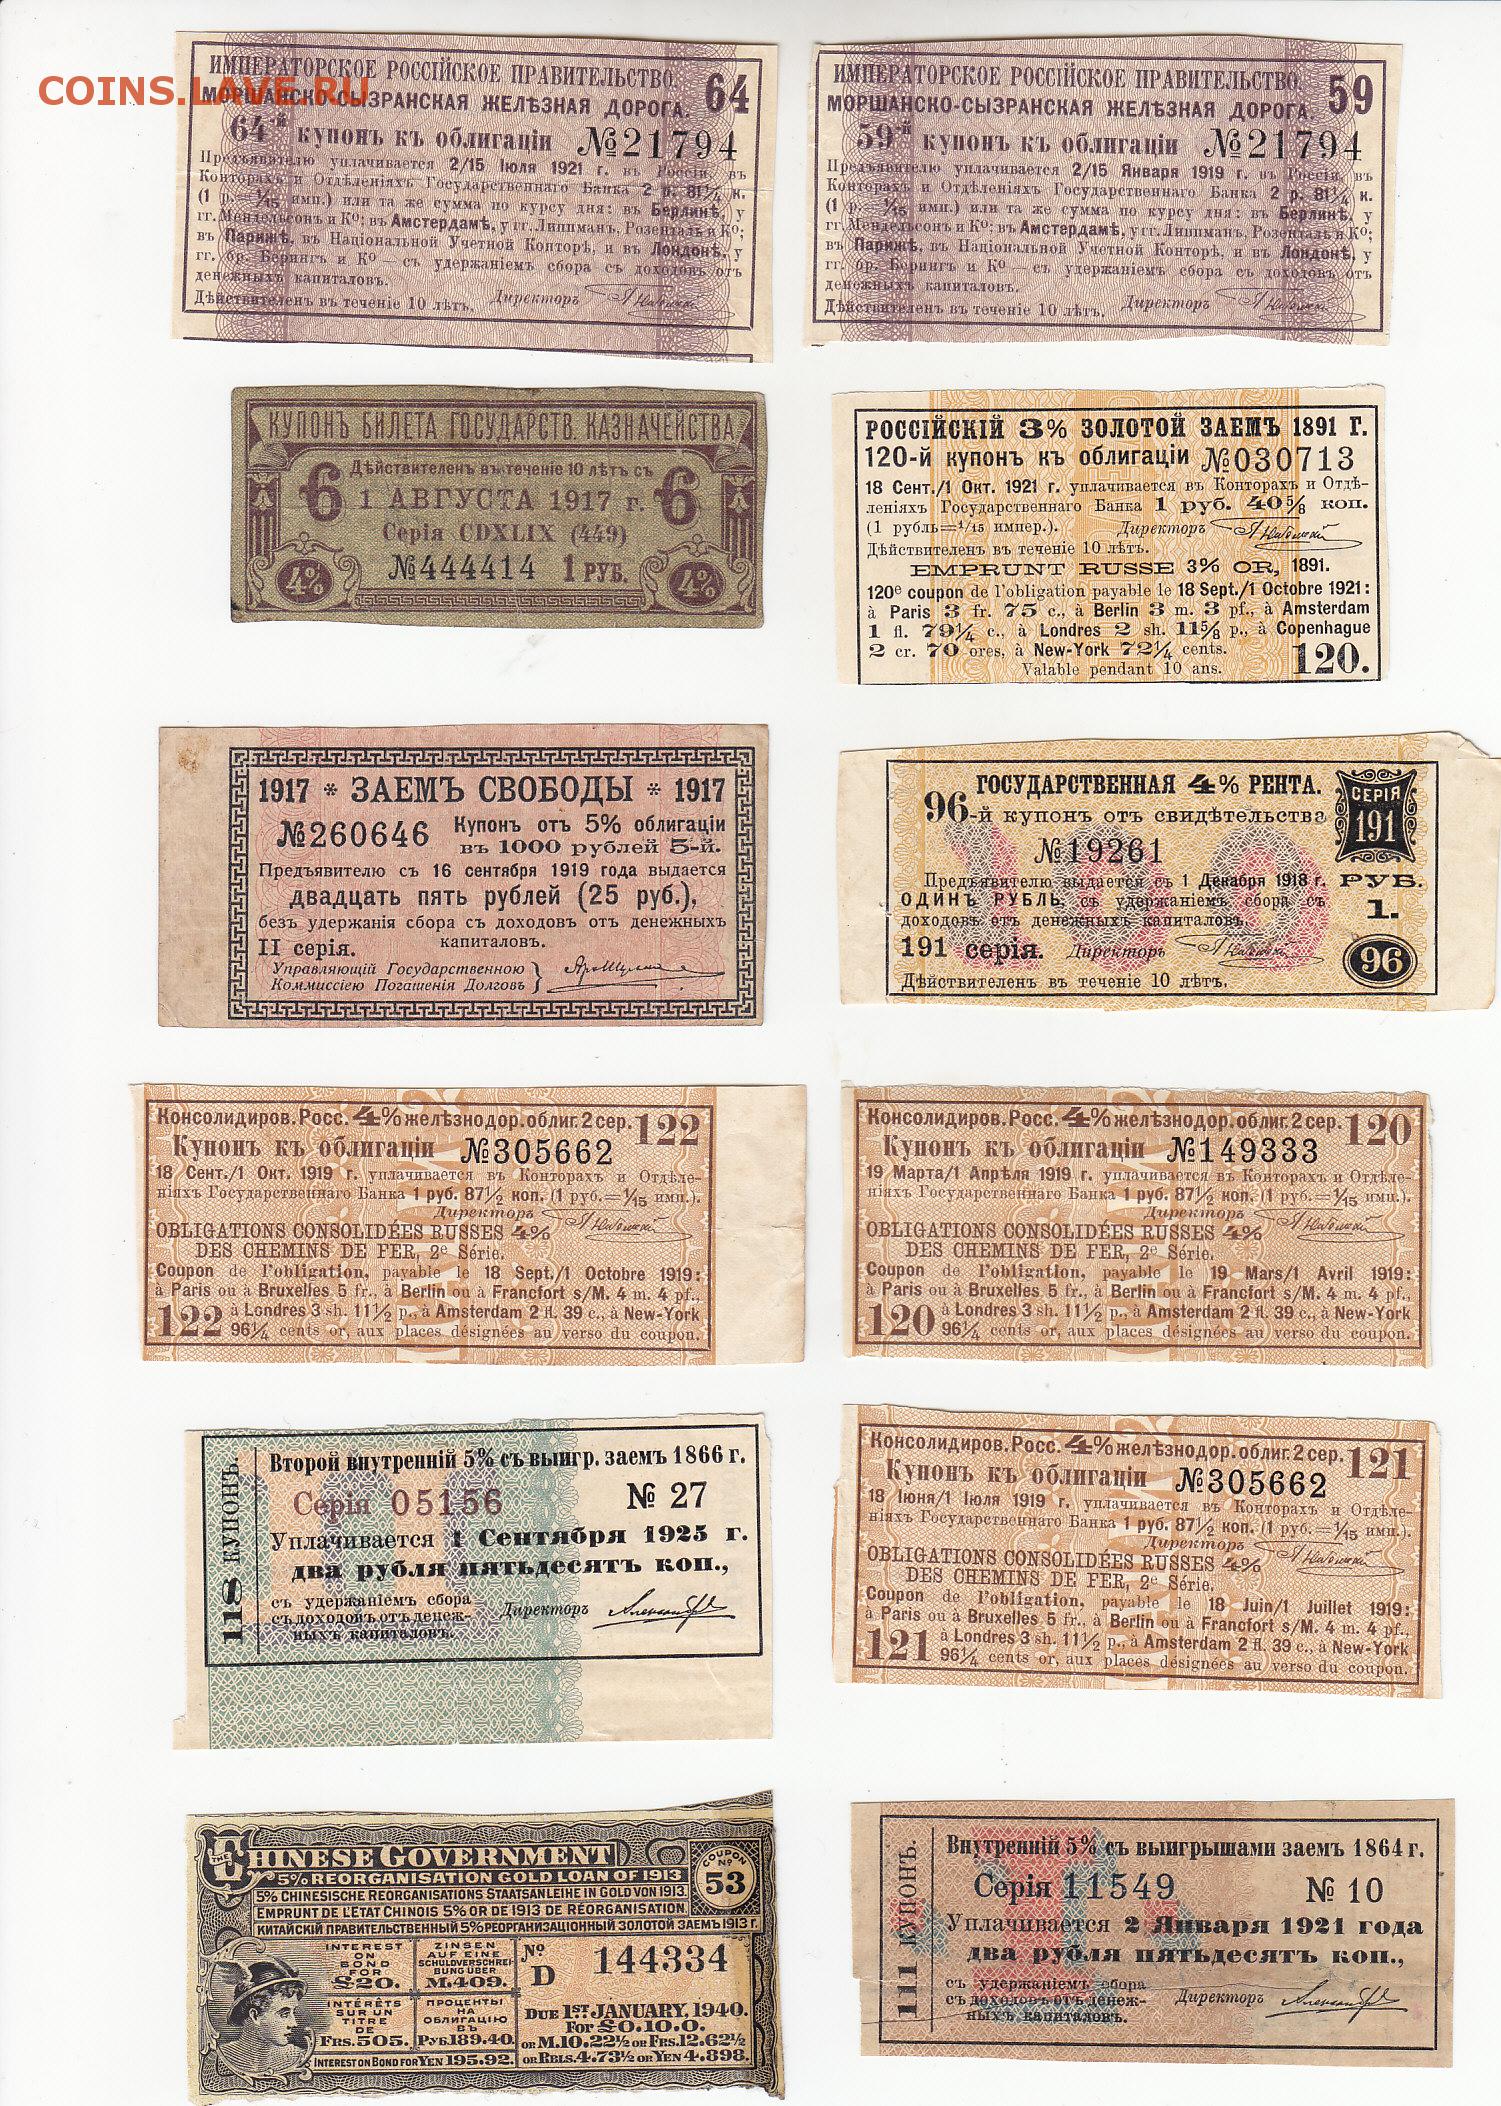 COINS.LAVE.RU
ИМПЕРАТОРСКОЕ РОССІЙСКОЕ ПРАВИТЕЛЬСТВО. 64
МОРШАНСКО-СЫЗРАНСКАЯ ЖЕЛѢЗНАЯ ДОРОГА.
64-й купонъ къ облигаціи №21794
Предъявителю уплачивается 2/15 Іюля 1921 г. въ Россіи, въ
Конторахъ и Отдѣленіяхъ Государственнаго Банка 2 р. 81¼ к.
(1 р.= 1/15 имп.) или та же сумма по курсу дня: въ Берлинѣ, у
гг. Мендельсонъ и Ко; въ Амстердамѣ, у гг. Липпманъ, Розенталь и Ко;
въ Парижѣ, въ Національной Учетной Конторѣ, и въ Лондонѣ, у
гг. бр. Берингъ и Ко — съ удержаніемъ сбора съ доходовъ отъ
денежныхъ капиталовъ.
Дѣйствителенъ въ теченіе 10 лѣтъ. Директоръ
ИМПЕРАТОРСКОЕ РОССІЙСКОЕ ПРАВИТЕЛЬСТВО. 59
МОРШАНСКО-СЫЗРАНСКАЯ ЖЕЛѢЗНАЯ ДОРОГА.
59-й купонъ къ облигаціи №21794
Предъявителю уплачивается 2/15 Января 1919 г. въ Россіи, въ
Конторахъ и Отдѣленіяхъ Государственнаго Банка 2 р. 81¼ к.
(1 р.= 1/15 имп.) или та же сумма по курсу дня: въ Берлинѣ, у
гг. Мендельсонъ и Ко; въ Амстердамѣ, у гг. Липпманъ, Розенталь и Ко;
въ Парижѣ, въ Національной Учетной Конторѣ, и въ Лондонѣ, у
гг. бр. Берингъ и Ко — съ удержаніемъ сбора съ доходовъ отъ
денежныхъ капиталовъ.
Дѣйствителенъ въ теченіе 10 лѣтъ. Директоръ
КУПОНЪ БИЛЕТА ГОСУДАРСТВ. КАЗНАЧЕЙСТВА
Дѣйствителенъ въ теченіе 10 лѣтъ съ
6 1 АВГУСТА 1917 г. 6
Серія CDXLIX (449)
№444414 1 РУБ.
4% 4%
РОССІЙСКІЙ 3% ЗОЛОТОЙ ЗАЕМЪ 1891 Г.
120-й купонъ къ облигаціи №030713
18 Сент./1 Окт. 1921 г. уплачивается въ Конторахъ и Отдѣ-
леніяхъ Государственнаго Банка 1 руб. 40⅝ коп.
(1 рубль=1/15 импер.). Директоръ
Дѣйствителенъ въ теченіе 10 лѣтъ.
EMPRUNT RUSSE 3% OR, 1891.
120e coupon de l'obligation payable le 18 Sept./1 Octobre 1921:
à Paris 3 fr. 75 c., à Berlin 3 m. 3 pf., à Amsterdam
1 fl. 79¼ c., à Londres 2 sh. 11⅝ p., à Copenhague
2 cr. 70 ores, à New-York 72¼ cents.
Valable pendant 10 ans. 120.
1917 * ЗАЕМЪ СВОБОДЫ * 1917
№260646 Купонъ отъ 5% облигаціи
въ 1000 рублей 5-й.
Предъявителю съ 16 сентября 1919 года выдается
двадцать пять рублей (25 руб.),
безъ удержанія сбора съ доходовъ отъ денежныхъ
капиталовъ.
II серія.
Управляющій Государственною
Коммиссіею Погашенія Долговъ
ГОСУДАРСТВЕННАЯ 4% РЕНТА.
96-й купонъ отъ свидѣтельства
СЕРІЯ 191
№19261
Предъявителю выдается съ 1 Декабря 1918 г.
ОДИНЪ РУБЛЬ, съ удержаніемъ сбора съ
доходовъ отъ денежныхъ капиталовъ.
РУБ. 1.
191 серія. Директоръ
96
Дѣйствителенъ въ теченіе 10 лѣтъ.
Консолидиров. Росс. 4% желѣзнодор. облиг. 2 сер. 122
Купонъ къ облигаціи №305662
18 Сент./1 Окт. 1919 г. уплачивается въ Конторахъ и Отдѣле-
ніяхъ Государственнаго Банка 1 руб. 87½ коп. (1 руб.=1/15 имп.).
Директоръ
OBLIGATIONS CONSOLIDÉES RUSSES 4%
DES CHEMINS DE FER, 2e Série.
Coupon de l'obligation, payable le 18 Sept./1 Octobre 1919:
à Paris ou à Bruxelles 5 fr., à Berlin ou à Francfort s/M. 4 m. 4 pf.,
122 à Londres 3 sh. 11½ p., à Amsterdam 2 fl. 39 c., à New-York
96¼ cents or, aux places désignées au verso du coupon.
Консолидиров. Росс. 4% желѣзнодор. облиг. 2 сер. 120
Купонъ къ облигаціи №149333
19 Марта/1 Апрѣля 1919 г. уплачивается въ Конторахъ и Отдѣле-
ніяхъ Государственнаго Банка 1 руб. 87½ коп. (1 руб.=1/15 имп.).
Директоръ
OBLIGATIONS CONSOLIDÉES RUSSES 4%
DES CHEMINS DE FER, 2e Série.
Coupon de l'obligation, payable le 19 Mars/1 Avril 1919:
à Paris ou à Bruxelles 5 fr., à Berlin ou à Francfort s/M. 4 m. 4 pf.,
120 à Londres 3 sh. 11½ p., à Amsterdam 2 fl. 39 c., à New-York
96¼ cents or, aux places désignées au verso du coupon.
118 КУПОНЪ.
Второй внутренній 5% съ выигр. заемъ 1866 г.
Серія 05156 № 27
Уплачивается 1 Сентября 1925 г.
два рубля пятьдесятъ коп.,
съ удержаніемъ сбора
съ доходовъ отъ денеж-
ныхъ капиталовъ.
Директоръ
Консолидиров. Росс. 4% желѣзнодор. облиг. 2 сер. 121
Купонъ къ облигаціи №305662
18 Іюня/1 Іюля 1919 г. уплачивается въ Конторахъ и Отдѣле-
ніяхъ Государственнаго Банка 1 руб. 87½ коп. (1 руб.=1/15 имп.).
Директоръ
OBLIGATIONS CONSOLIDÉES RUSSES 4%
DES CHEMINS DE FER, 2e Série.
Coupon de l'obligation, payable le 18 Juin/1 Juillet 1919:
à Paris ou à Bruxelles 5 fr., à Berlin ou à Francfort s/M. 4 m. 4 pf.,
121 à Londres 3 sh. 11½ p., à Amsterdam 2 fl. 39 c., à New-York
96¼ cents or, aux places désignées au verso du coupon.
THE CHINESE GOVERNMENT
5% REORGANISATION GOLD LOAN OF 1913
COUPON No 53
5% CHINESISCHE REORGANISATIONS STAATSANLEIHE IN GOLD VON 1913.
EMPRUNT DE L'ETAT CHINOIS 5% OR DE 1913 DE RÉORGANISATION.
КИТАЙСКІЙ ПРАВИТЕЛЬСТВЕННЫЙ 5% РЕОРГАНИЗАЦІОННЫЙ ЗОЛОТОЙ ЗАЕМЪ 1913 г.
INTEREST ON BOND FOR £20.
ZINSEN AUF EINE SCHULDVERSCHREIBUNG ÜBER M.409.
INTÉRÊTS SUR UN TITRE DE FRS. 505.
ПРОЦЕНТЫ НА ОБЛИГАЦІЮ ВЪ РУБ 189.40.
INTEREST ON BOND FOR YEN 195.92.
No D 144334
DUE 1ST JANUARY, 1940.
FOR £0.10.0.
OR M.10.22½ OR FRS.12.62½
OR RBLS.4.73½ OR YEN 4.898.
111 КУПОНЪ.
Внутренній 5% съ выигрышами заемъ 1864 г.
Серія 11549 № 10
Уплачивается 2 Января 1921 года
два рубля пятьдесятъ коп.,
съ удержаніемъ сбора
съ доходовъ отъ денеж-
ныхъ капиталовъ.
Директоръ